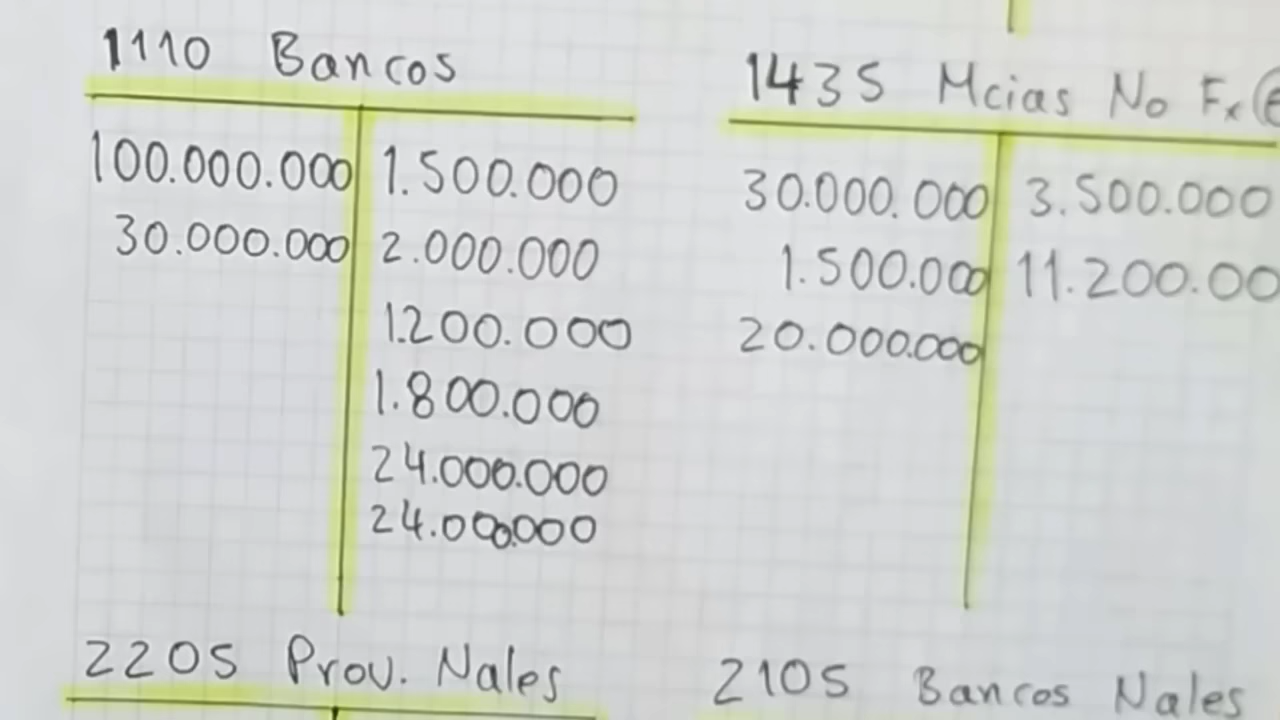 1110 Bancos
100.000.000 1.500.000
30.000.000 2.000.000
1.200.000
1.800.000
24.000.000
24.000.000
1435 Mcias No Fx
30.000.000 3.500.000
1.500.000 11.200.00
20.000.000
2205 Prov. Nales
2105 Bancos Nales